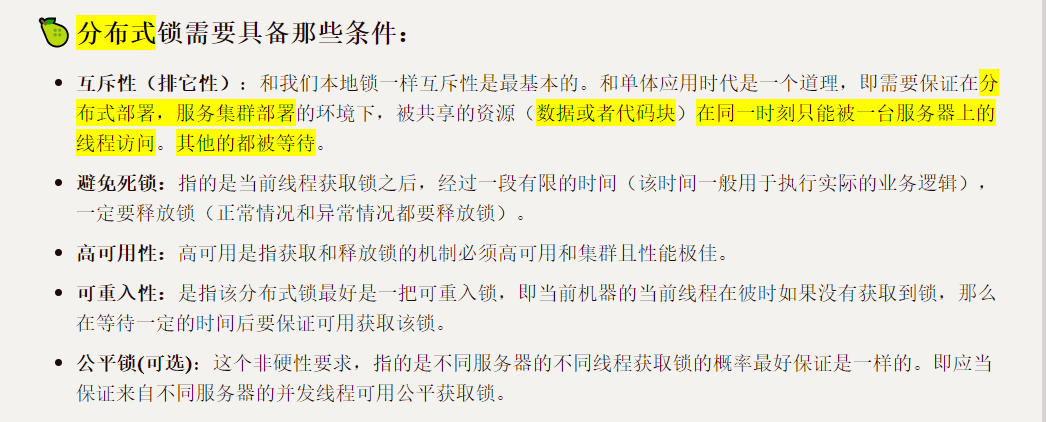 分布式锁需要具备那些条件：
互斥性（排它性）：和我们本地锁一样互斥性是最基本的。和单体应用时代是一个道理，即需要保证在分
布式部署，服务集群部署的环境下，被共享的资源（数据或者代码块）在同一时刻只能被一台服务器上的
线程访问。其他的都被等待。
避免死锁：指的是当前线程获取锁之后，经过一段有限的时间（该时间一般用于执行实际的业务逻辑），
一定要释放锁（正常情况和异常情况都要释放锁）。
高可用性：高可用是指获取和释放锁的机制必须高可用和集群且性能极佳。
可重入性：是指该分布式锁最好是一把可重入锁，即当前机器的当前线程在彼时如果没有获取到锁，那么
在等待一定的时间后要保证可用获取该锁。
公平锁(可选)：这个非硬性要求，指的是不同服务器的不同线程获取锁的概率最好保证是一样的。即应当
保证来自不同服务器的并发线程可用公平获取锁。